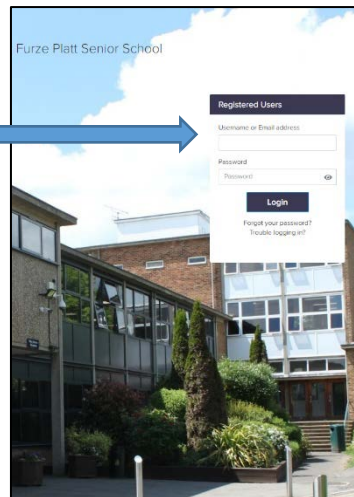 Furze Platt Senior School
Registered Users
Username or Email address
Password
Password
Login
Forgot your password?
Trouble logging in?